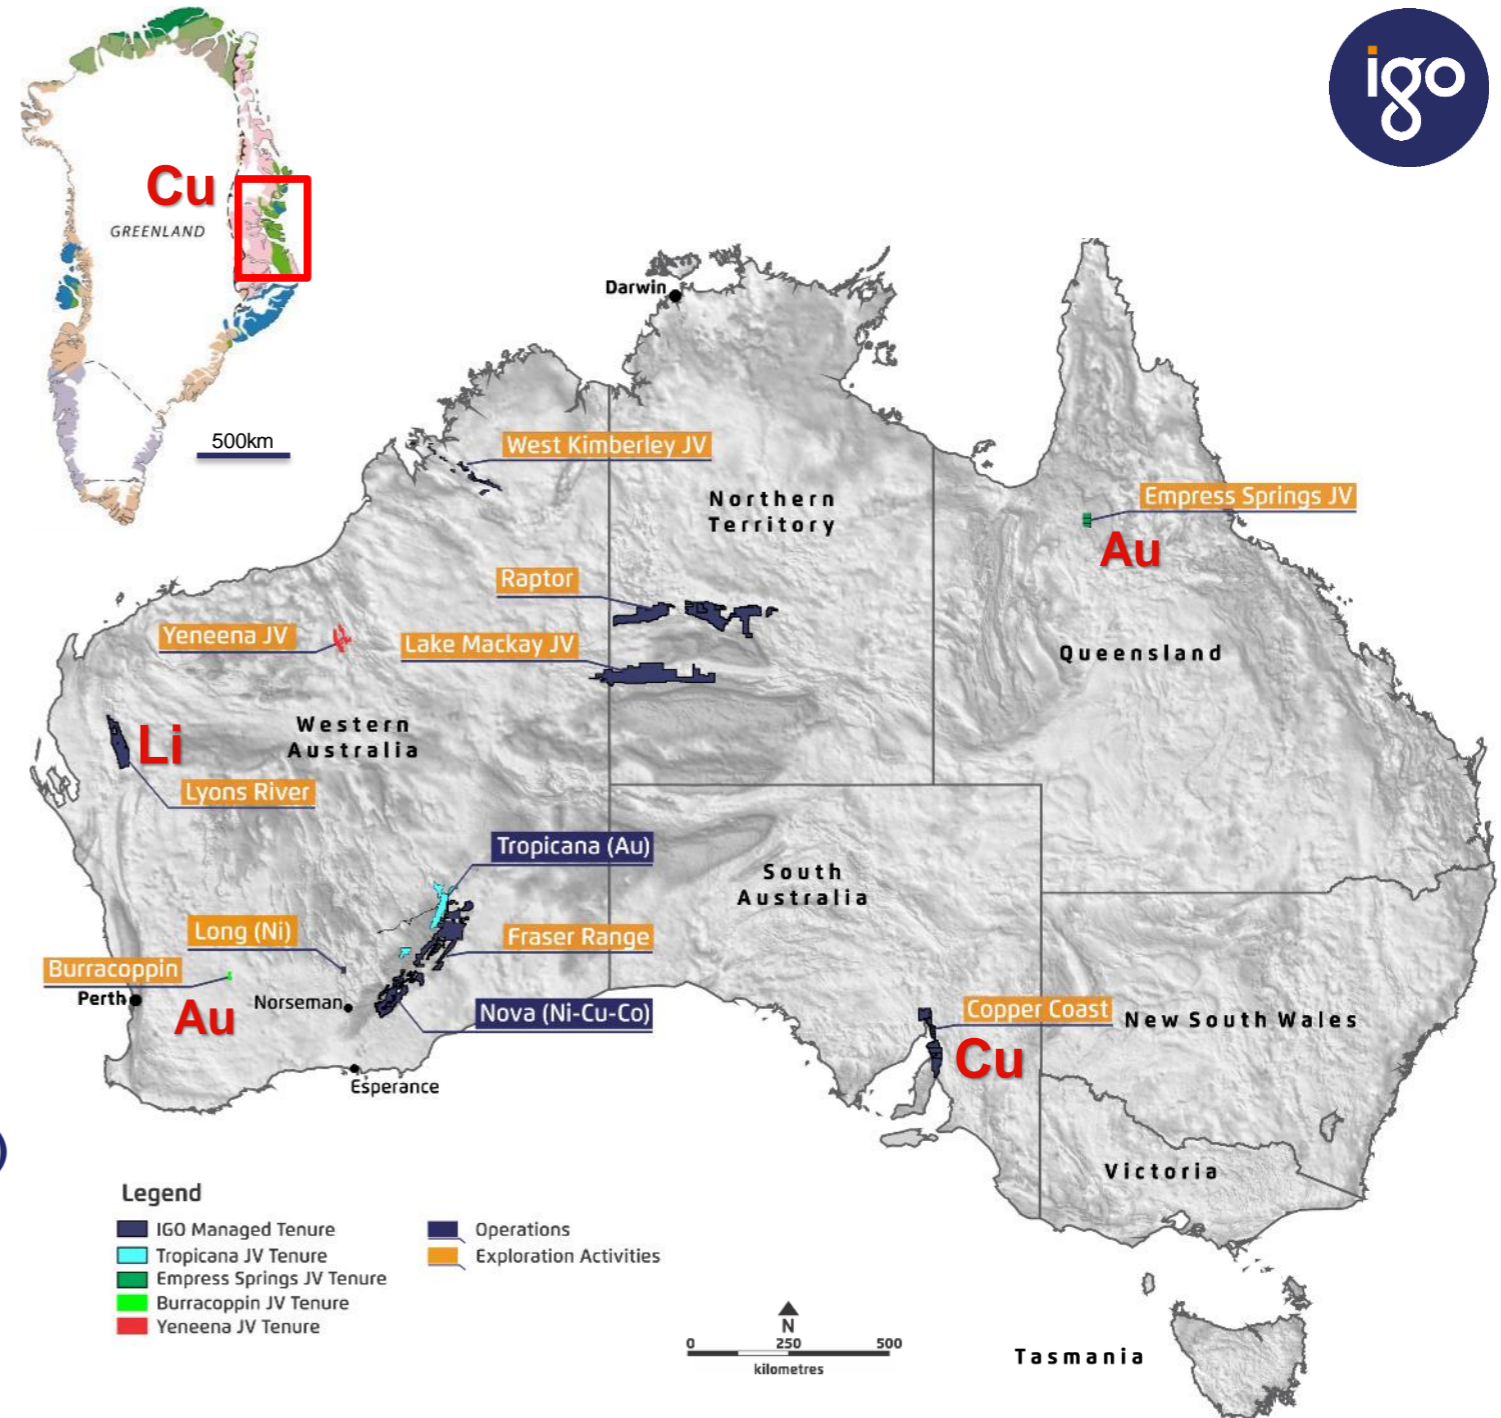 igo
Cu
GREENLAND
500km
Darwin
West Kimberley JV
Northern
Territory
Empress Springs JV
Au
Raptor
Yeneena JV
Lake Mackay JV
Queensland
Western
Australia
Li
Lyons River
Tropicana (Au)
South
Australia
Long (Ni)
Fraser Range
Burracoppin
Perth
Norseman
Au
Nova (Ni-Cu-Co)
Copper Coast
New South Wales
Cu
Esperance
Victoria
Legend
IGO Managed Tenure
Tropicana JV Tenure
Empress Springs JV Tenure
Burracoppin JV Tenure
Yeneena JV Tenure
Operations
Exploration Activities
N
0 250 500
kilometres
Tasmania